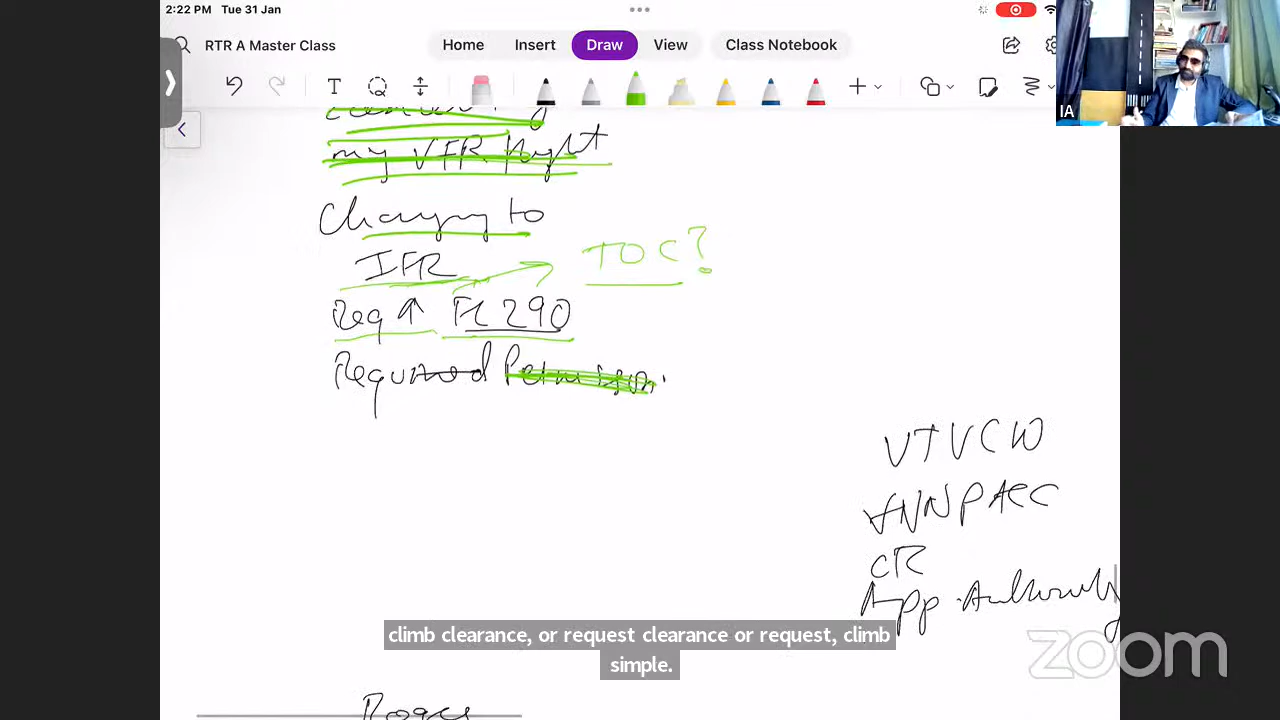 2:22 PM Tue 31 Jan
RTR A Master Class
Home Insert Draw View Class Notebook
IA
my VFR flight
Changing to
IFR
TOC?
Req ↑ FL 290
Required Permission.
VTVCW
CR
App. Authority
climb clearance, or request clearance or request, climb
simple.
zoom
Roger